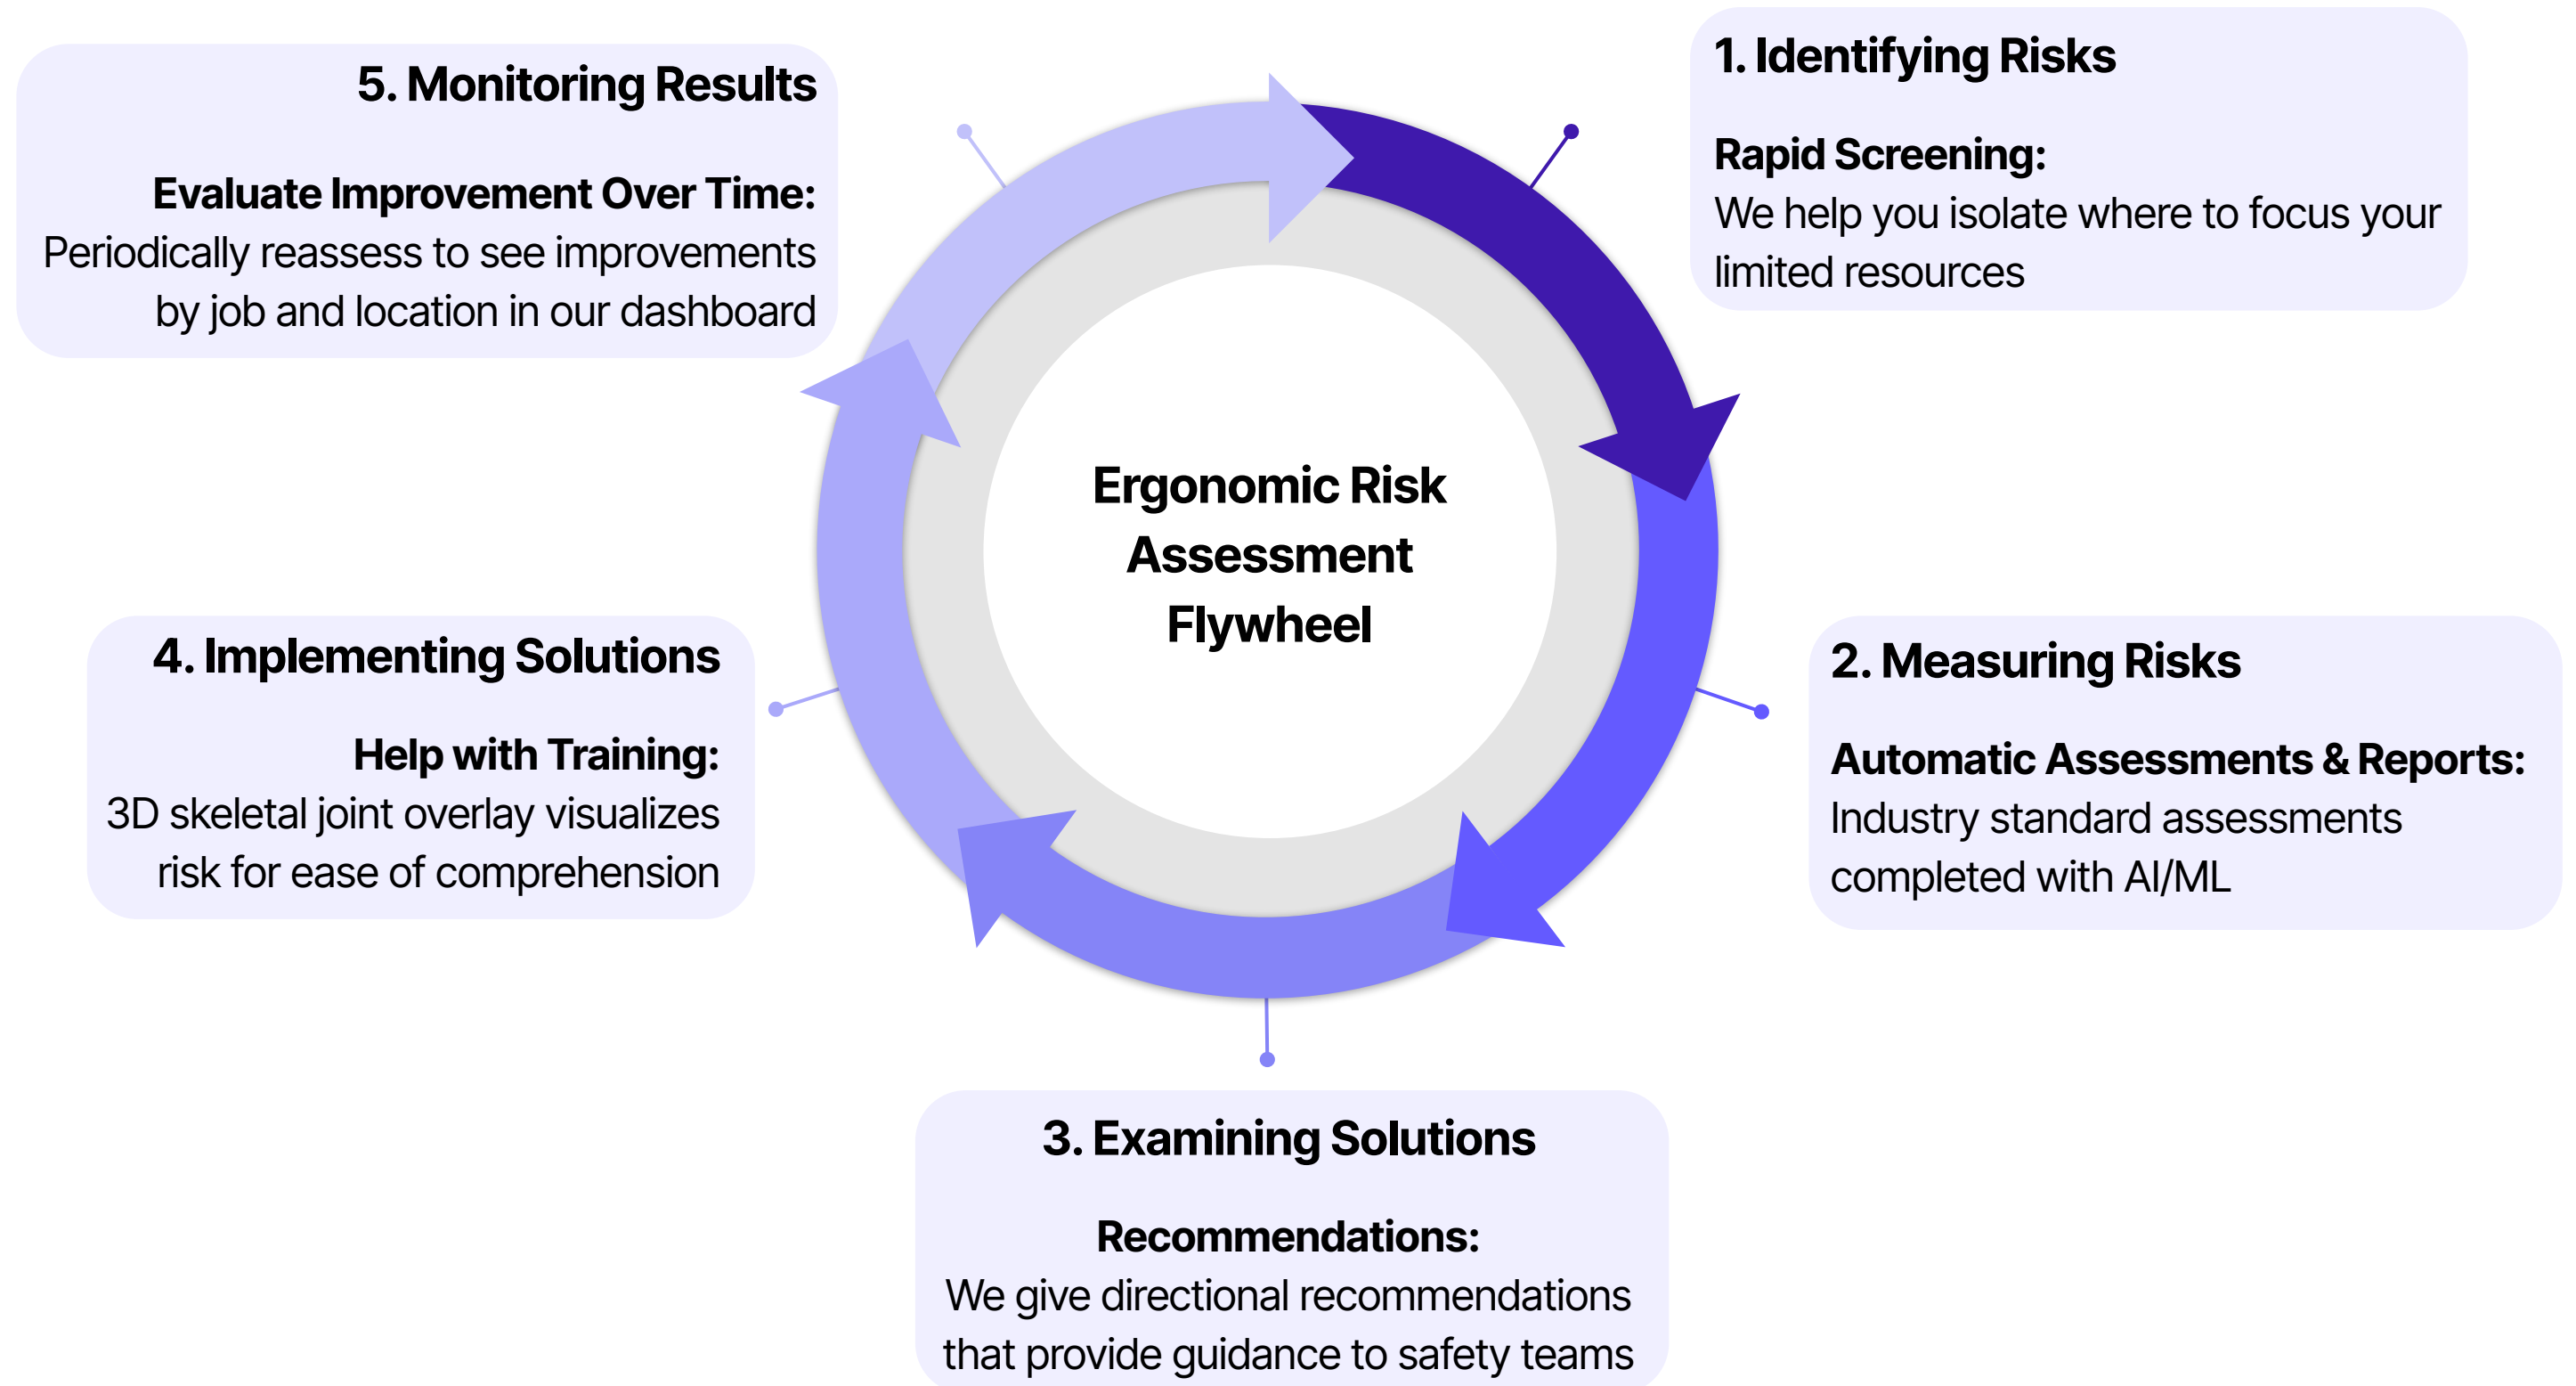 Ergonomic Risk
Assessment
Flywheel
1. Identifying Risks
Rapid Screening:
We help you isolate where to focus your
limited resources
2. Measuring Risks
Automatic Assessments & Reports:
Industry standard assessments
completed with AI/ML
3. Examining Solutions
Recommendations:
We give directional recommendations
that provide guidance to safety teams
4. Implementing Solutions
Help with Training:
3D skeletal joint overlay visualizes
risk for ease of comprehension
5. Monitoring Results
Evaluate Improvement Over Time:
Periodically reassess to see improvements
by job and location in our dashboard